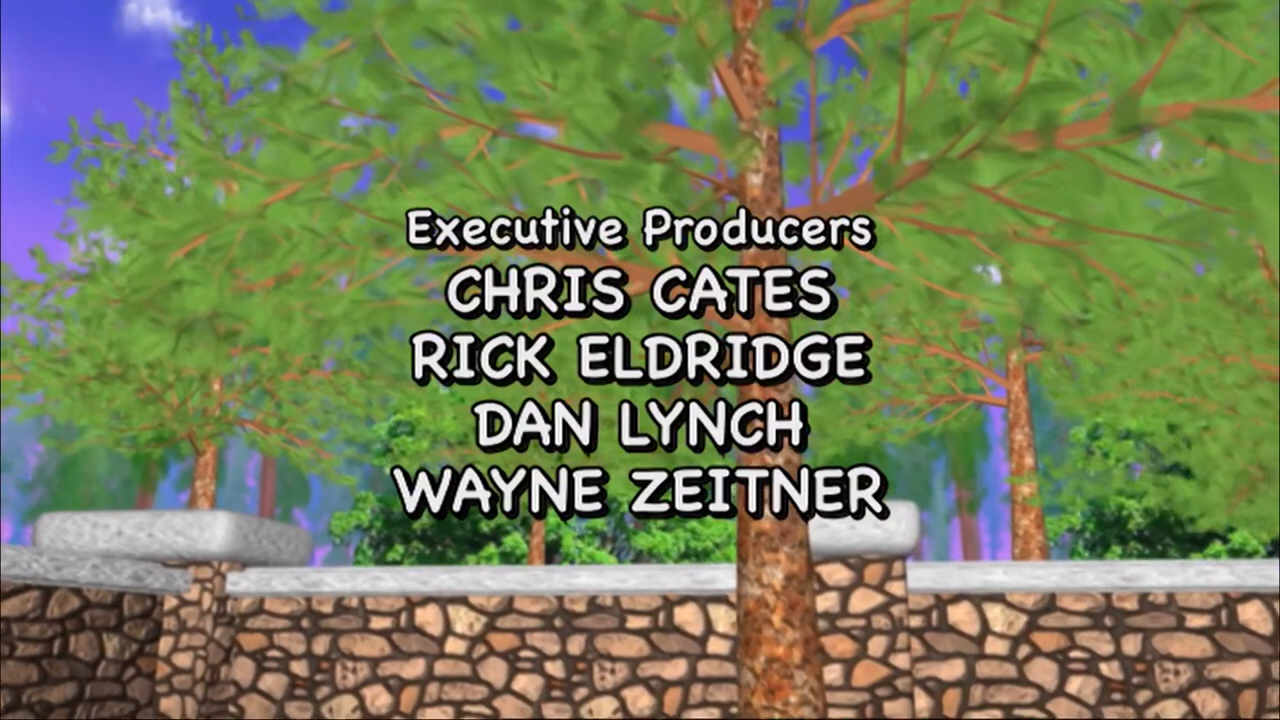 Executive Producers
CHRIS CATES
RICK ELDRIDGE
DAN LYNCH
WAYNE ZEITNER